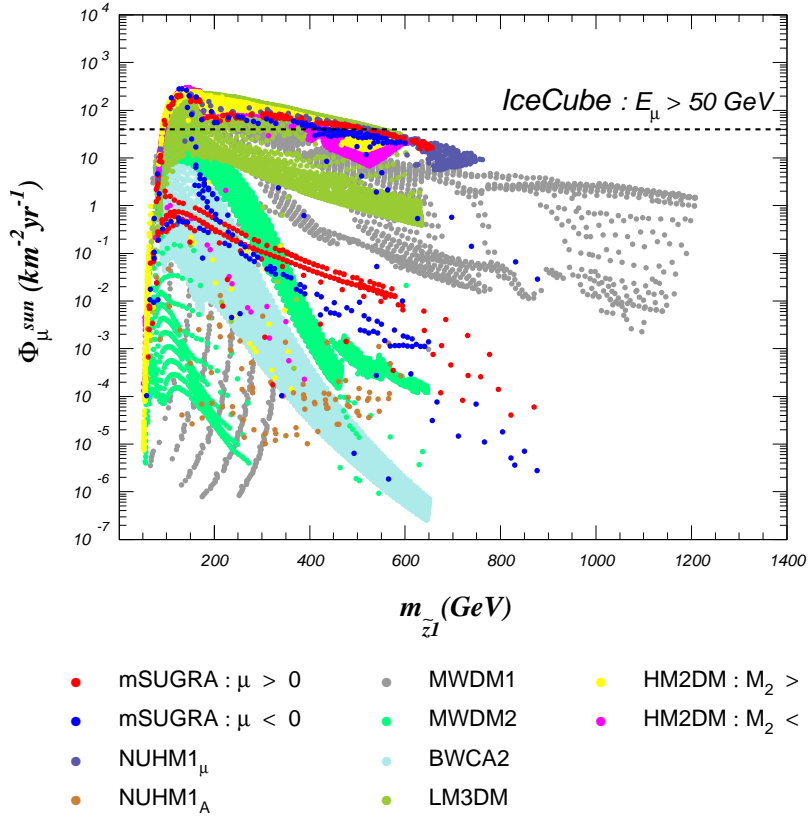 10 ^4
10 ^3
10 ^2
10
1
10 ^-1
10 ^-2
10 ^-3
10 ^-4
10 ^-5
10 ^-6
10 ^-7
Φ_μ^sun (km^-2 yr^-1)
IceCube : E_μ > 50 GeV
200 400 600 800 1000 1200 1400
m_z̃1 (GeV)
mSUGRA : μ > 0 MWDM1 HM2DM : M_2 >
mSUGRA : μ < 0 MWDM2 HM2DM : M_2 <
NUHM1_μ BWCA2
NUHM1_A LM3DM